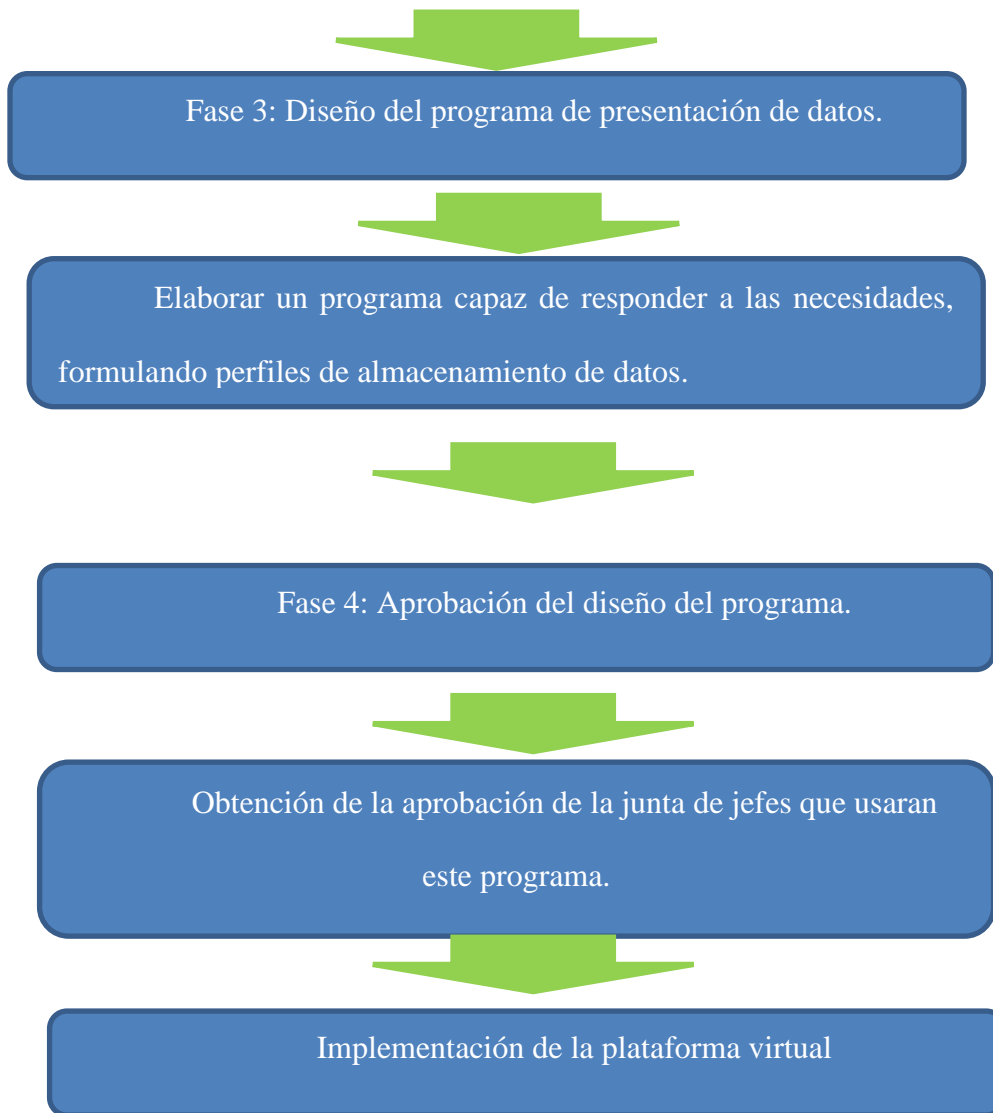 Fase 3: Diseño del programa de presentación de datos.
Elaborar un programa capaz de responder a las necesidades,
formulando perfiles de almacenamiento de datos.
Fase 4: Aprobación del diseño del programa.
Obtención de la aprobación de la junta de jefes que usaran
este programa.
Implementación de la plataforma virtual